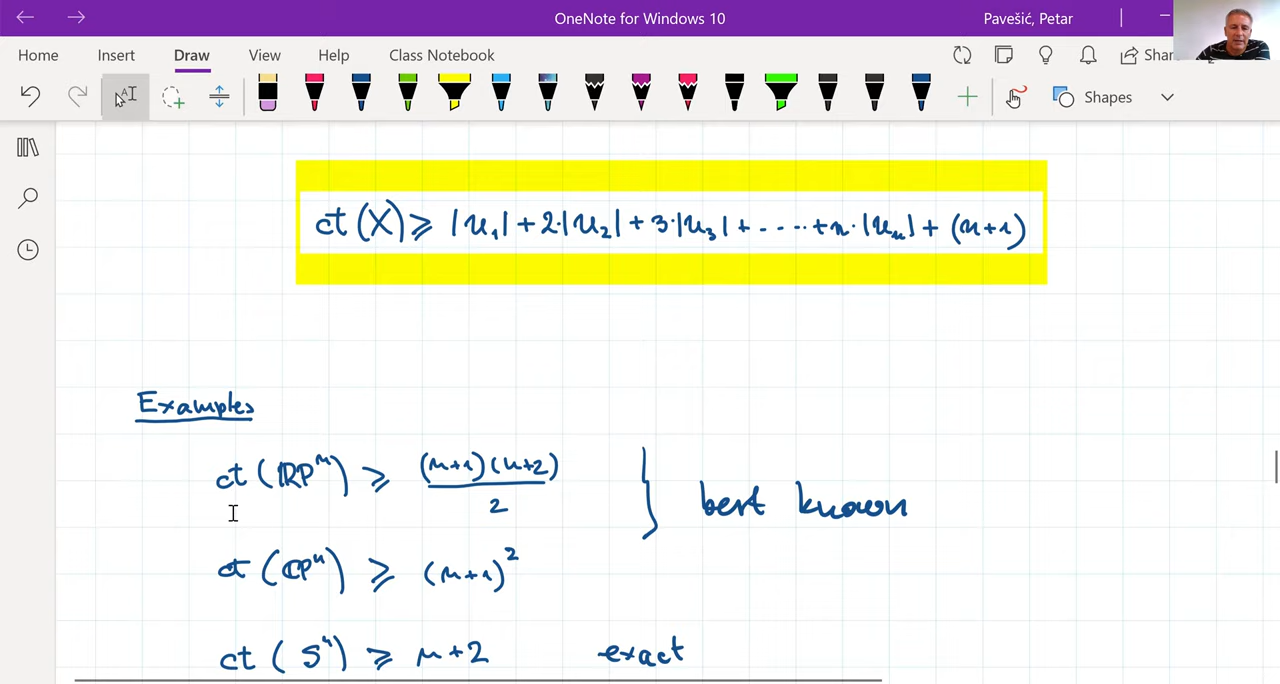 OneNote for Windows 10
Pavešić, Petar
Home Insert Draw View Help Class Notebook
Shar
Shapes
ct(X) ⩾ |u₁| + 2·|u₂| + 3·|u₃| + ····· + n·|uₙ| + (n+1)
Examples
ct(ℝPⁿ) ⩾ (n+1)(n+2)/2
best known
ct(ℂPⁿ) ⩾ (n+1)²
ct(Sⁿ) ⩾ n+2 exact